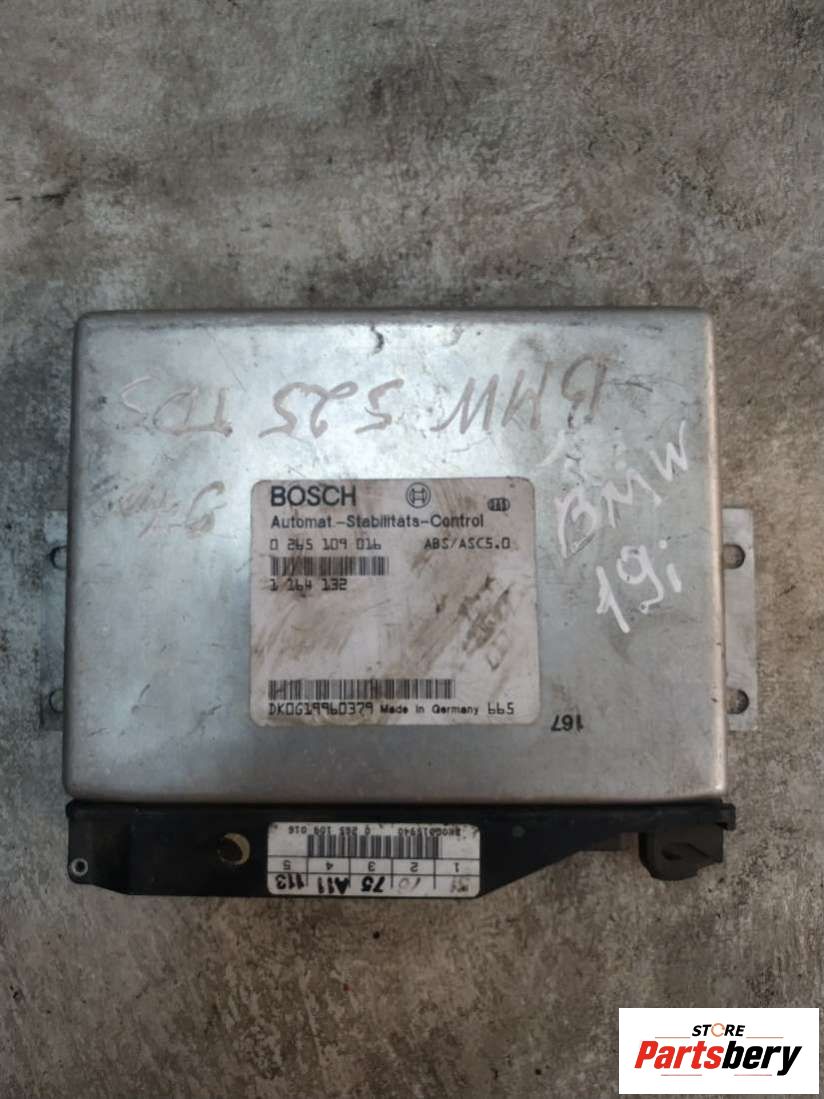 BMW 525 TDS
BMW
19i
BOSCH
Automat.-Stabilitäts-Control
0 265 109 016 ABS/ASC5.0
1 164 132
DK0G19960379 Made in Germany 665
167
0 265 109 016
1 2 3 4 5
75 A11 113
STORE
Partsbery